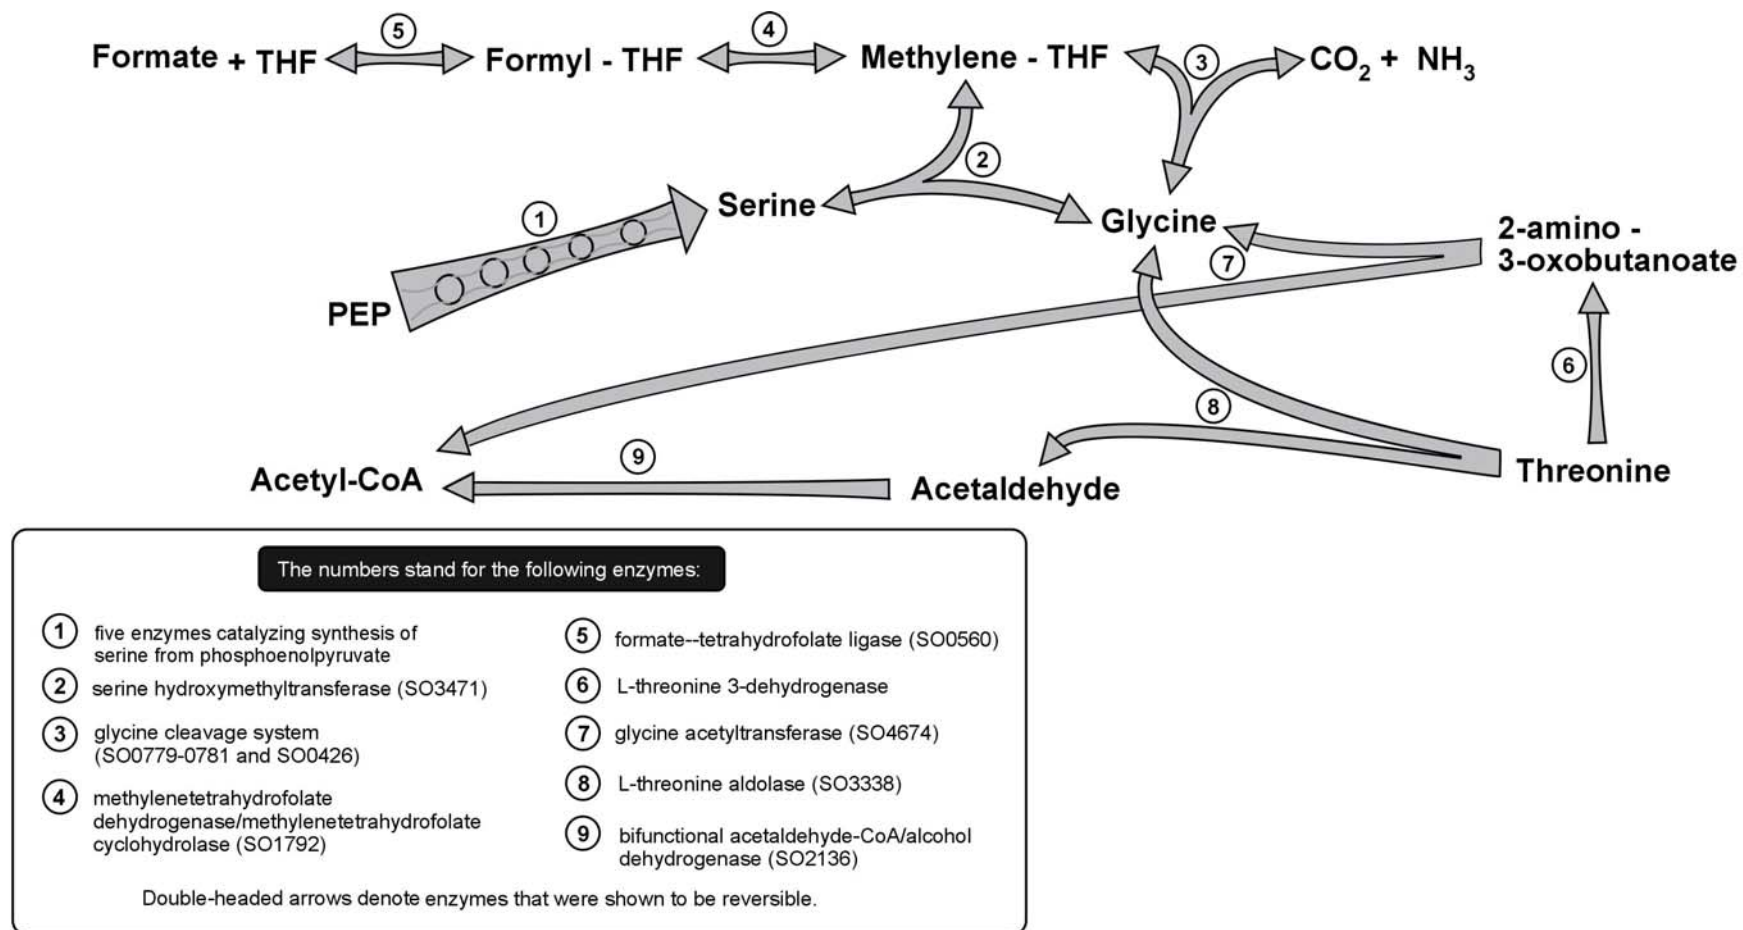 5
4
Formate + THF
Formyl - THF
Methylene - THF
3
CO2 + NH3
2
Serine
1
Glycine
2-amino -
3-oxobutanoate
7
PEP
6
8
9
Acetyl-CoA
Acetaldehyde
Threonine
The numbers stand for the following enzymes:
1 five enzymes catalyzing synthesis of
serine from phosphoenolpyruvate
2 serine hydroxymethyltransferase (SO3471)
3 glycine cleavage system
(SO0779-0781 and SO0426)
4 methylenetetrahydrofolate
dehydrogenase/methylenetetrahydrofolate
cyclohydrolase (SO1792)
5 formate--tetrahydrofolate ligase (SO0560)
6 L-threonine 3-dehydrogenase
7 glycine acetyltransferase (SO4674)
8 L-threonine aldolase (SO3338)
9 bifunctional acetaldehyde-CoA/alcohol
dehydrogenase (SO2136)
Double-headed arrows denote enzymes that were shown to be reversible.